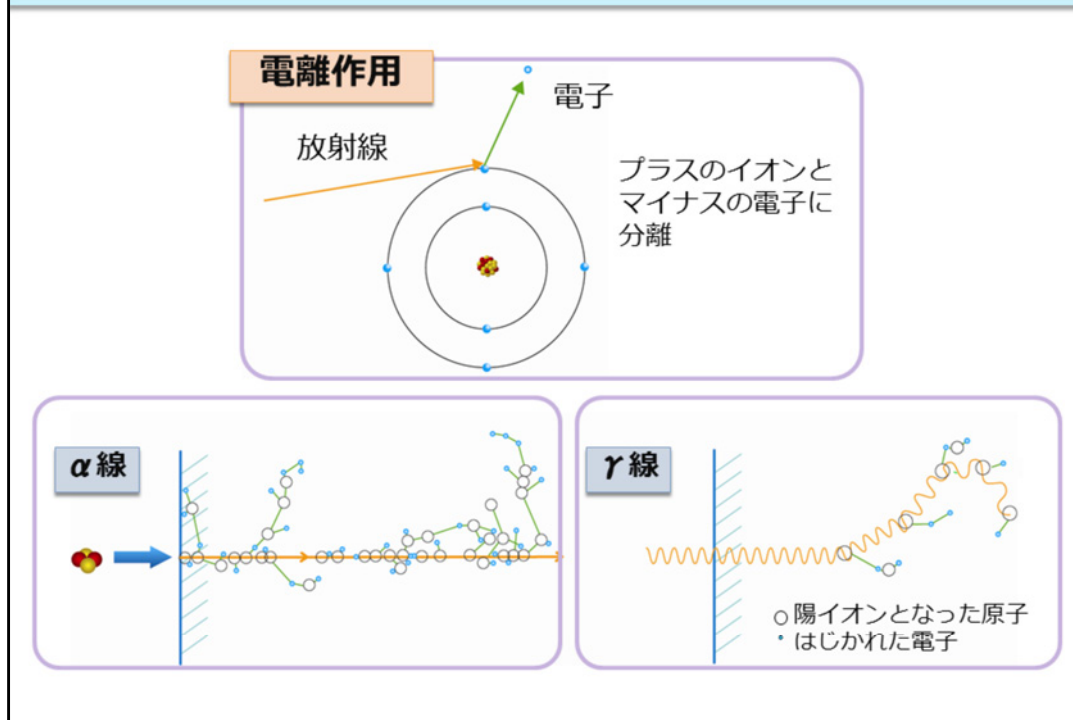 電離作用
電子
放射線
プラスのイオンと
マイナスの電子に
分離
α線
γ線
○陽イオンとなった原子
・はじかれた電子